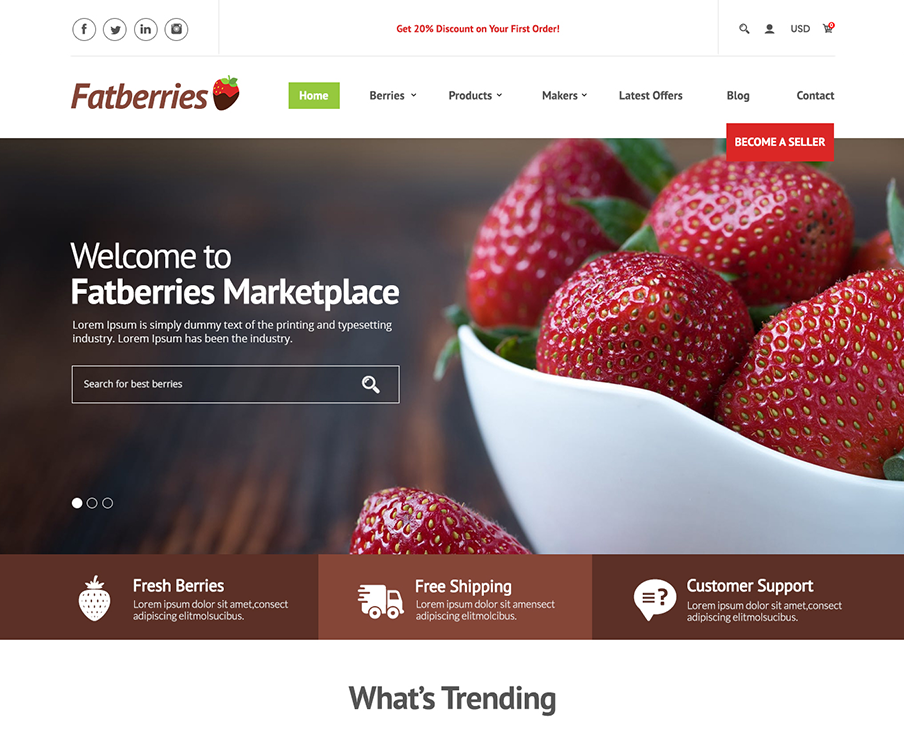 Get 20% Discount on Your First Order!
USD
0
Fatberries
Home
Berries
Products
Makers
Latest Offers
Blog
Contact
BECOME A SELLER
Welcome to
Fatberries Marketplace
Lorem Ipsum is simply dummy text of the printing and typesetting
industry. Lorem Ipsum has been the industry.
Search for best berries
Fresh Berries
Lorem ipsum dolor sit amet,consect
adipiscing elitmolsucibus.
Free Shipping
Lorem ipsum dolor sit amensect
adipiscing elitmolcibus.
Customer Support
Lorem ipsum dolor sit amet,consect
adipiscing elitmolsucibus.
What's Trending